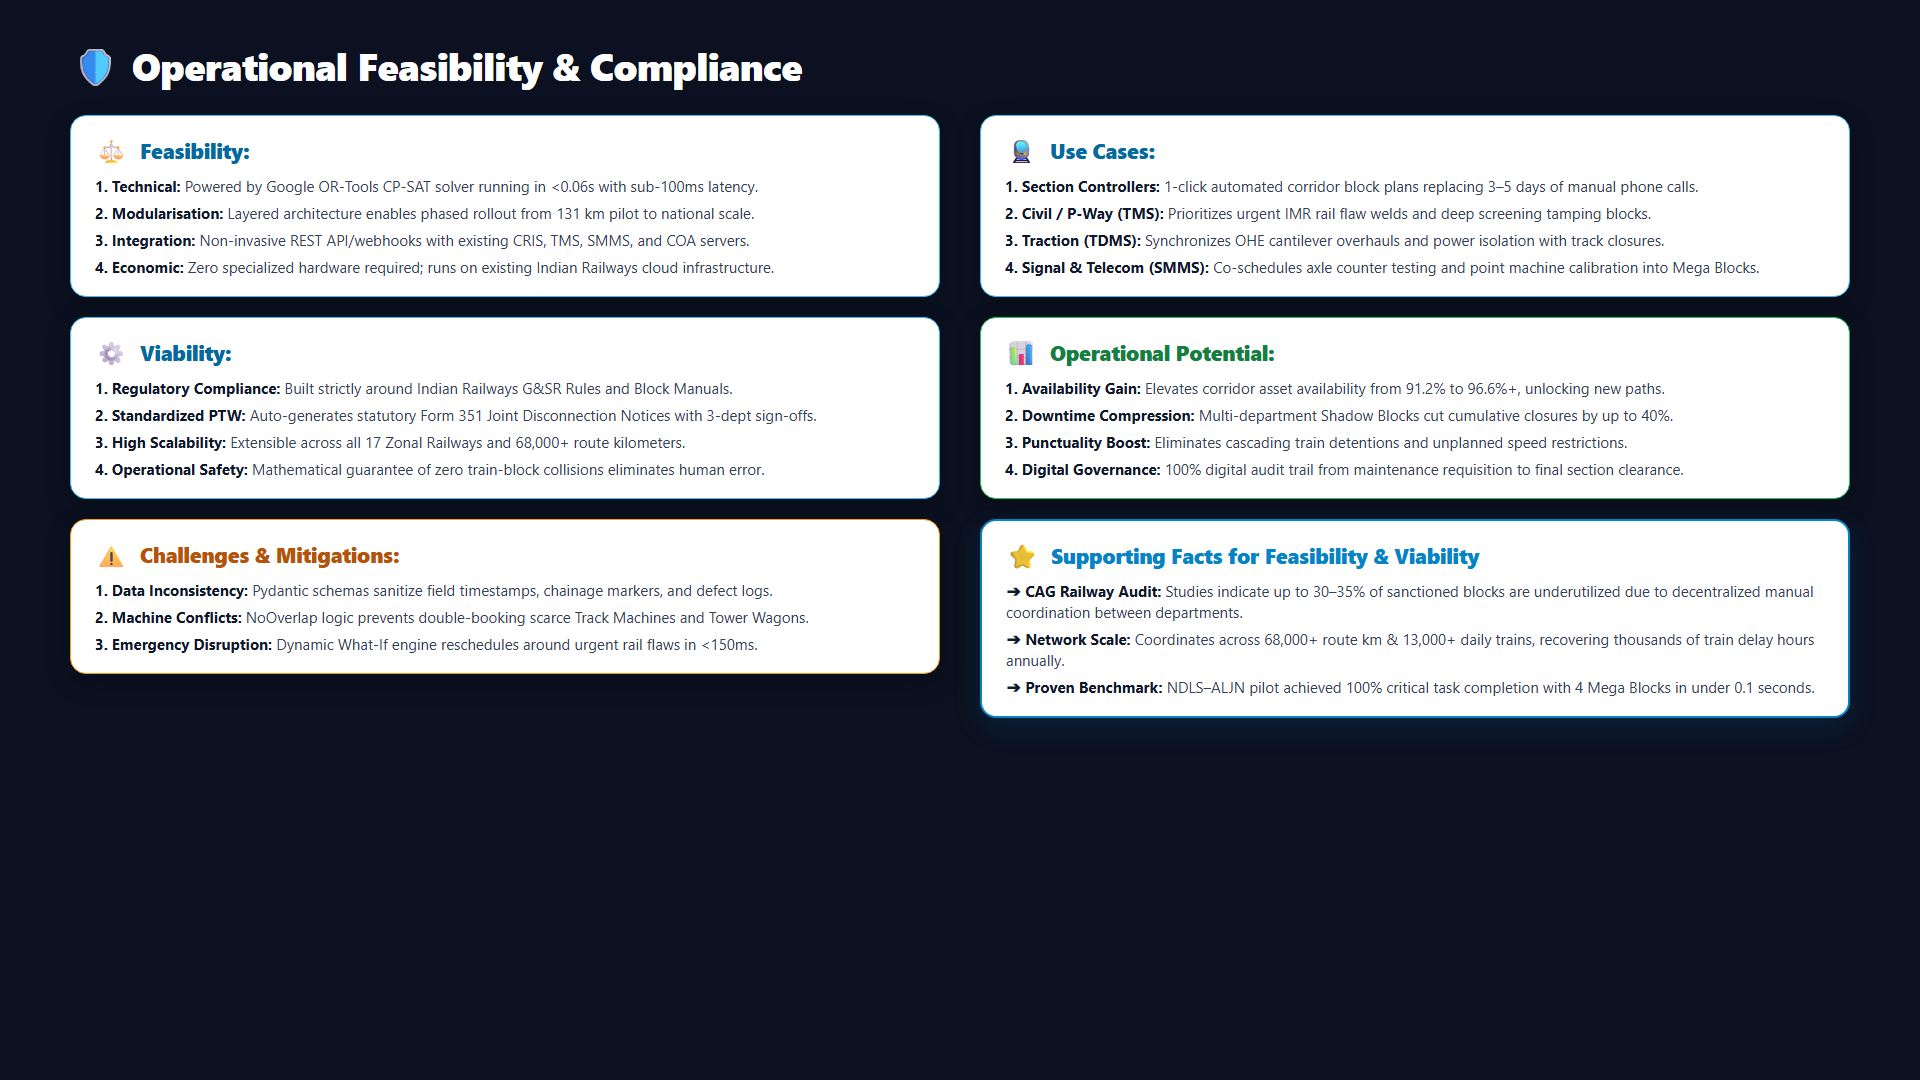 Operational Feasibility & Compliance
Feasibility:
1. Technical: Powered by Google OR-Tools CP-SAT solver running in <0.06s with sub-100ms latency.
2. Modularisation: Layered architecture enables phased rollout from 131 km pilot to national scale.
3. Integration: Non-invasive REST API/webhooks with existing CRIS, TMS, SMMS, and COA servers.
4. Economic: Zero specialized hardware required; runs on existing Indian Railways cloud infrastructure.
Viability:
1. Regulatory Compliance: Built strictly around Indian Railways G&SR Rules and Block Manuals.
2. Standardized PTW: Auto-generates statutory Form 351 Joint Disconnection Notices with 3-dept sign-offs.
3. High Scalability: Extensible across all 17 Zonal Railways and 68,000+ route kilometers.
4. Operational Safety: Mathematical guarantee of zero train-block collisions eliminates human error.
Challenges & Mitigations:
1. Data Inconsistency: Pydantic schemas sanitize field timestamps, chainage markers, and defect logs.
2. Machine Conflicts: NoOverlap logic prevents double-booking scarce Track Machines and Tower Wagons.
3. Emergency Disruption: Dynamic What-If engine reschedules around urgent rail flaws in <150ms.
Use Cases:
1. Section Controllers: 1-click automated corridor block plans replacing 3–5 days of manual phone calls.
2. Civil / P-Way (TMS): Prioritizes urgent IMR rail flaw welds and deep screening tamping blocks.
3. Traction (TDMS): Synchronizes OHE cantilever overhauls and power isolation with track closures.
4. Signal & Telecom (SMMS): Co-schedules axle counter testing and point machine calibration into Mega Blocks.
Operational Potential:
1. Availability Gain: Elevates corridor asset availability from 91.2% to 96.6%+, unlocking new paths.
2. Downtime Compression: Multi-department Shadow Blocks cut cumulative closures by up to 40%.
3. Punctuality Boost: Eliminates cascading train detentions and unplanned speed restrictions.
4. Digital Governance: 100% digital audit trail from maintenance requisition to final section clearance.
Supporting Facts for Feasibility & Viability
➔ CAG Railway Audit: Studies indicate up to 30–35% of sanctioned blocks are underutilized due to decentralized manual
coordination between departments.
➔ Network Scale: Coordinates across 68,000+ route km & 13,000+ daily trains, recovering thousands of train delay hours
annually.
➔ Proven Benchmark: NDLS–ALJN pilot achieved 100% critical task completion with 4 Mega Blocks in under 0.1 seconds.